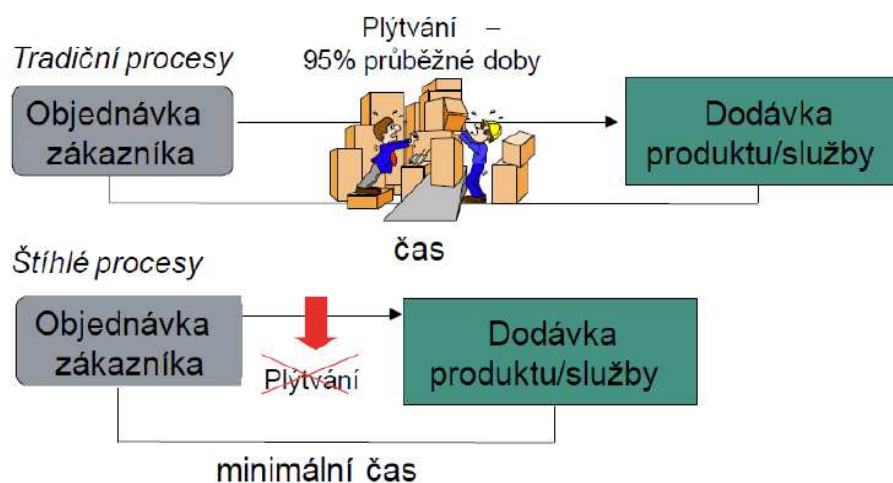 Plýtvání –
Tradiční procesy
95% průběžné doby
Objednávka
zákazníka
Dodávka
produktu/služby
čas
Štíhlé procesy
Objednávka
zákazníka
Plýtvání
Dodávka
produktu/služby
minimální čas